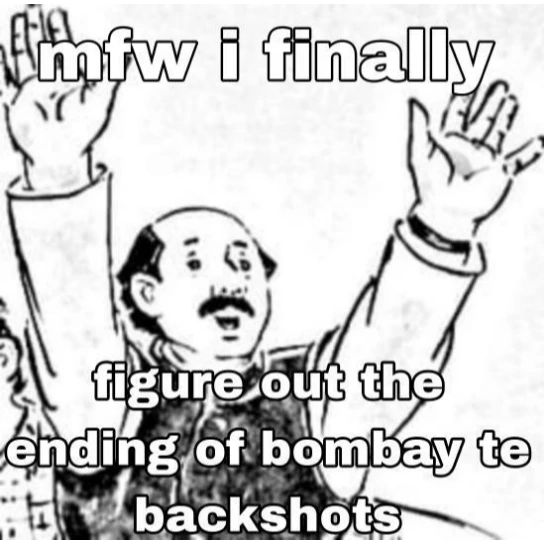 mfw i finally
figure out the
ending of bombay te
backshots